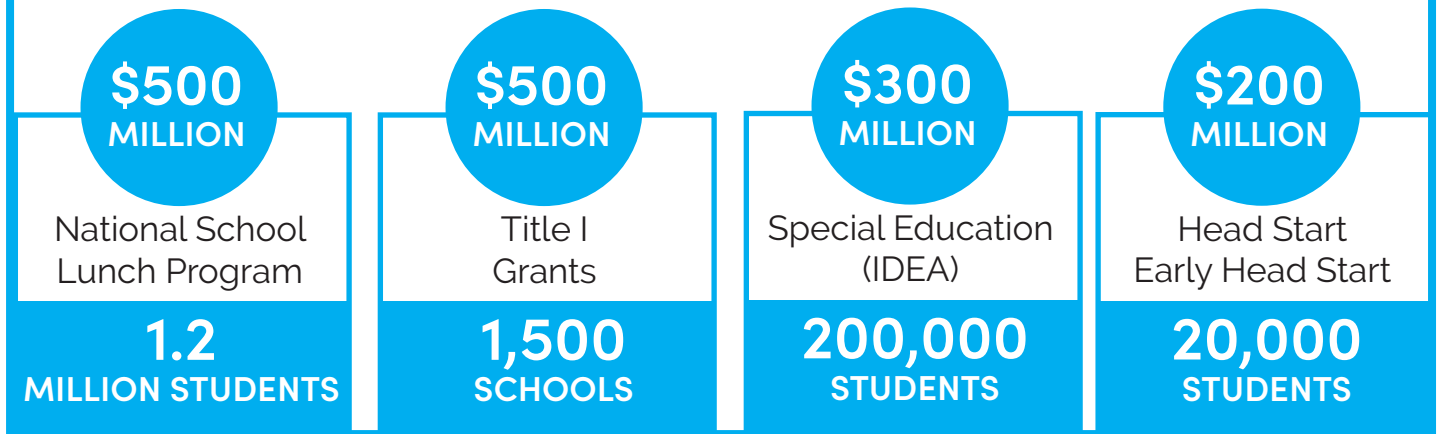 $500
MILLION
National School
Lunch Program
1.2
MILLION STUDENTS
$500
MILLION
Title I
Grants
1,500
SCHOOLS
$300
MILLION
Special Education
(IDEA)
200,000
STUDENTS
$200
MILLION
Head Start
Early Head Start
20,000
STUDENTS